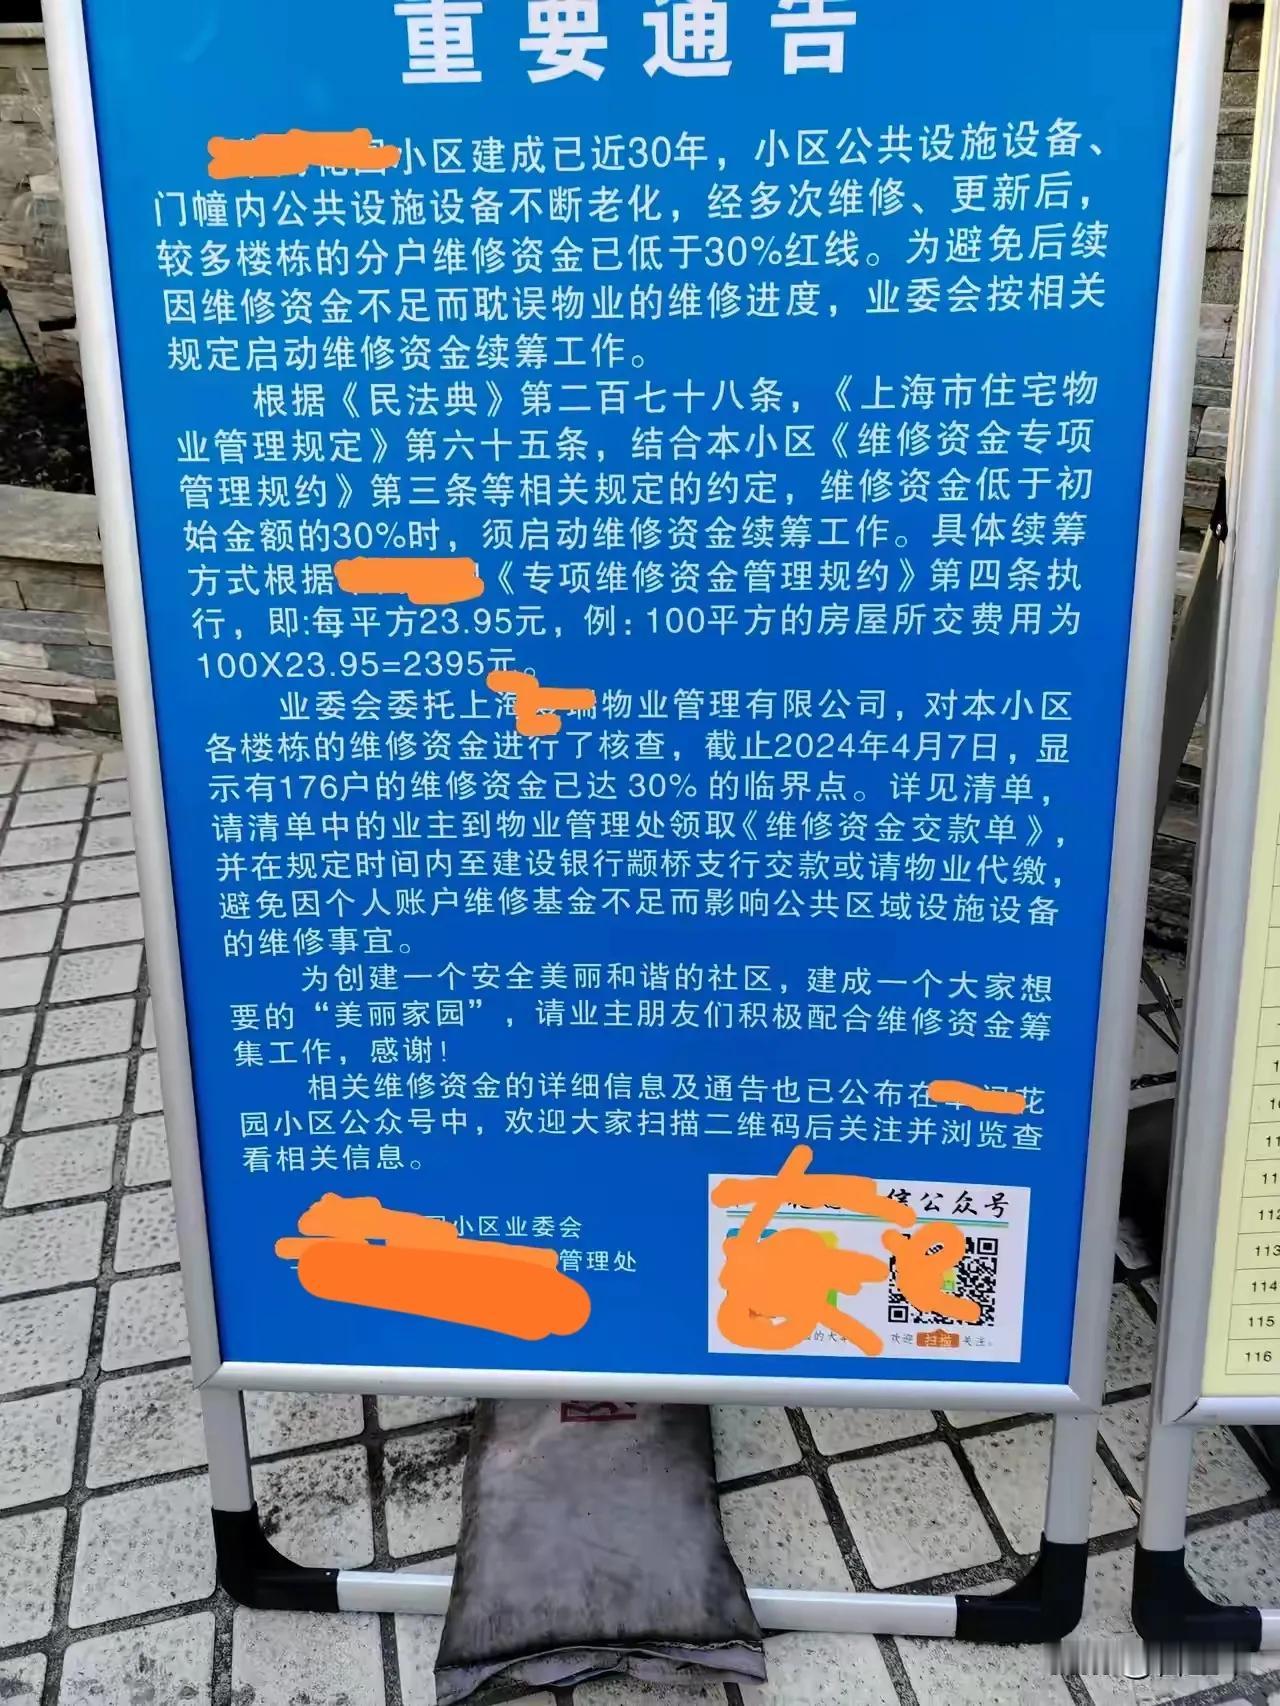 重要通告
小区建成已近30年，小区公共设施设备、
门幢内公共设施设备不断老化，经多次维修、更新后，
较多楼栋的分户维修资金已低于30%红线。为避免后续
因维修资金不足而耽误物业的维修进度，业委会按相关
规定启动维修资金续筹工作。
根据《民法典》第二百七十八条，《上海市住宅物
业管理规定》第六十五条，结合本小区《维修资金专项
管理规约》第三条等相关规定的约定，维修资金低于初
始金额的30%时，须启动维修资金续筹工作。具体续筹
方式根据《专项维修资金管理规约》第四条执
行，即:每平方23.95元，例：100平方的房屋所交费用为
100X23.95=2395元。
业委会委托上海瑞物业管理有限公司，对本小区
各楼栋的维修资金进行了核查，截止2024年4月7日，显
示有176户的维修资金已达30%的临界点。详见清单，
请清单中的业主到物业管理处领取《维修资金交款单》，
并在规定时间内至建设银行颛桥支行交款或请物业代缴，
避免因个人账户维修基金不足而影响公共区域设施设备
的维修事宜。
为创建一个安全美丽和谐的社区，建成一个大家想
要的“美丽家园”，请业主朋友们积极配合维修资金筹
集工作，感谢!
相关维修资金的详细信息及通告也已公布在花
园小区公众号中，欢迎大家扫描二维码后关注并浏览查
看相关信息。
小区业委会
管理处
信公众号
欢迎扫描关注。
113
114
115
116